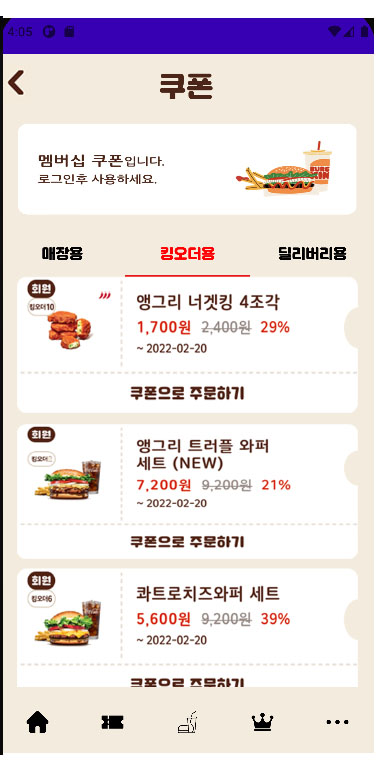 4:05
쿠폰
멤버십 쿠폰입니다.
로그인후 사용하세요.
BURGER
KING
매장용
킹오더용
딜리버리용
회원
킹오더10
앵그리 너겟킹 4조각
1,700원 2,400원 29%
~ 2022-02-20
쿠폰으로 주문하기
회원
앵그리 트러플 와퍼
세트 (NEW)
7,200원 9,200원 21%
~ 2022-02-20
쿠폰으로 주문하기
회원
킹오더6
콰트로치즈와퍼 세트
5,600원 9,200원 39%
~ 2022-02-20
쿠폰으로 주문하기